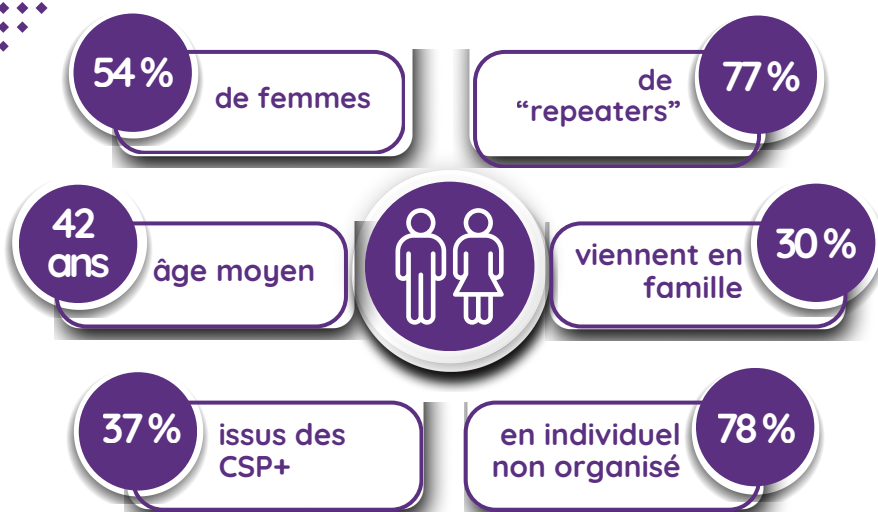 54 %
de femmes
de
“repeaters”
77 %
42
ans
âge moyen
viennent en
famille
30 %
37 %
issus des
CSP+
en individuel
non organisé
78 %